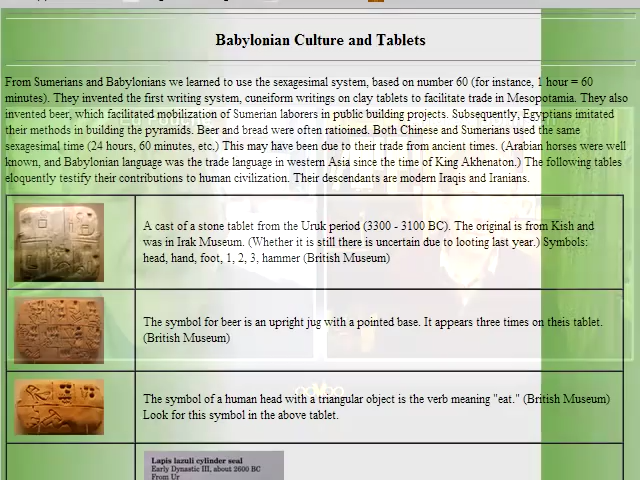 Babylonian Culture and Tablets
From Sumerians and Babylonians we learned to use the sexagesimal system, based on number 60 (for instance, 1 hour = 60
minutes). They invented the first writing system, cuneiform writings on clay tablets to facilitate trade in Mesopotamia. They also
invented beer, which facilitated mobilization of Sumerian laborers in public building projects. Subsequently, Egyptians imitated
their methods in building the pyramids. Beer and bread were often ratioined. Both Chinese and Sumerians used the same
sexagesimal time (24 hours, 60 minutes, etc.) This may have been due to their trade from ancient times. (Arabian horses were well
known, and Babylonian language was the trade language in western Asia since the time of King Akhenaton.) The following tables
eloquently testify their contributions to human civilization. Their descendants are modern Iraqis and Iranians.
A cast of a stone tablet from the Uruk period (3300 - 3100 BC). The original is from Kish and
was in Irak Museum. (Whether it is still there is uncertain due to looting last year.) Symbols:
head, hand, foot, 1, 2, 3, hammer (British Museum)
The symbol for beer is an upright jug with a pointed base. It appears three times on theis tablet.
(British Museum)
The symbol of a human head with a triangular object is the verb meaning "eat." (British Museum)
Look for this symbol in the above tablet.
Lapis lazuli cylinder seal
Early Dynastic III, about 2600 BC
From Ur